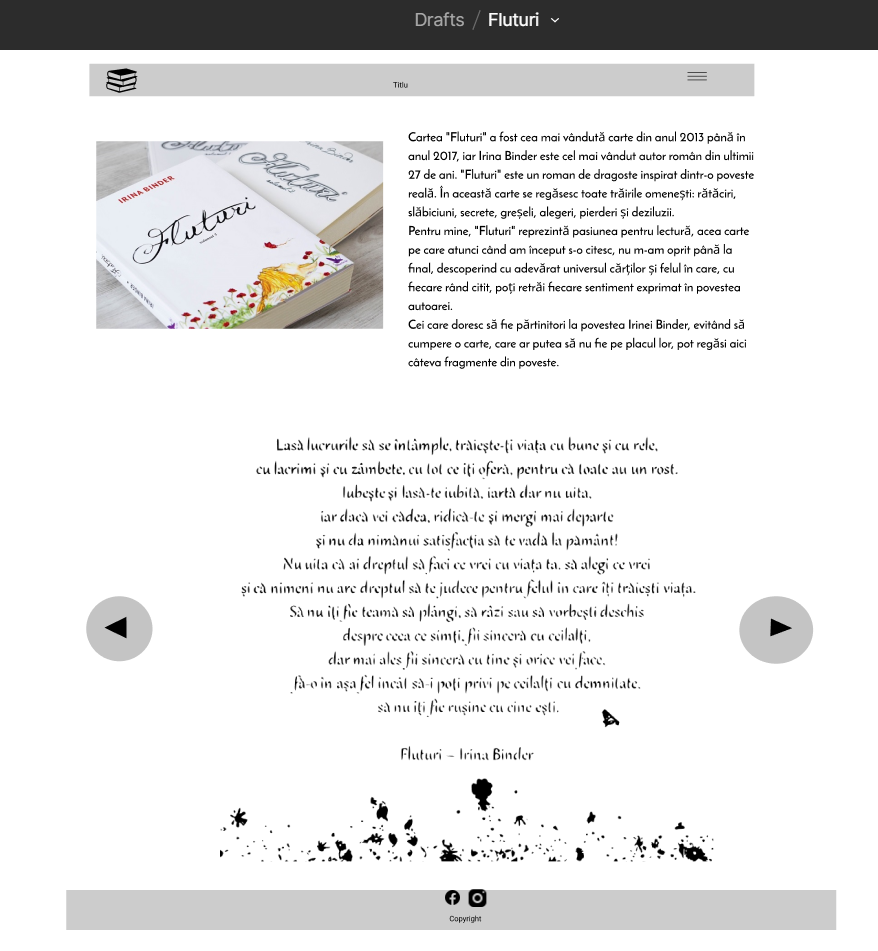 Drafts / Fluturi
Titlu
IRINA BINDER
Fluturi
Cartea "Fluturi" a fost cea mai vândută carte din anul 2013 până în
anul 2017, iar Irina Binder este cel mai vândut autor român din ultimii
27 de ani. "Fluturi" este un roman de dragoste inspirat dintr-o poveste
reală. În această carte se regăsesc toate trăirile omenești: rătăciri,
slăbiciuni, secrete, greșeli, alegeri, pierderi și deziluzii.
Pentru mine, "Fluturi" reprezintă pasiunea pentru lectură, acea carte
pe care atunci când am început s-o citesc, nu m-am oprit până la
final, descoperind cu adevărat universul cărților și felul în care, cu
fiecare rând citit, poți retrăi fiecare sentiment exprimat în povestea
autoarei.
Cei care doresc să fie părtinitori la povestea Irinei Binder, evitând să
cumpere o carte, care ar putea să nu fie pe placul lor, pot regăsi aici
câteva fragmente din poveste.
Lasă lucrurile să se întâmple, trăiește-ți viața cu bune și cu rele,
cu lacrimi și cu zâmbete, cu tot ce îți oferă, pentru că toate au un rost.
Iubește și lasă-te iubită, iartă dar nu uita,
iar dacă vei cădea, ridică-te și mergi mai departe
și nu da nimănui satisfacția să te vadă la pământ!
Nu uita că ai dreptul să faci ce vrei cu viața ta, să alegi ce vrei
și că nimeni nu are dreptul să te judece pentru felul în care îți trăiești viața.
Să nu îți fie teamă să plângi, să râzi sau să vorbești deschis
despre ceea ce simți, fii sinceră cu ceilalți,
dar mai ales fii sinceră cu tine și orice vei face,
fă-o în așa fel încât să-i poți privi pe ceilalți cu demnitate,
să nu îți fie rușine cu cine ești.
Fluturi – Irina Binder
Copyright